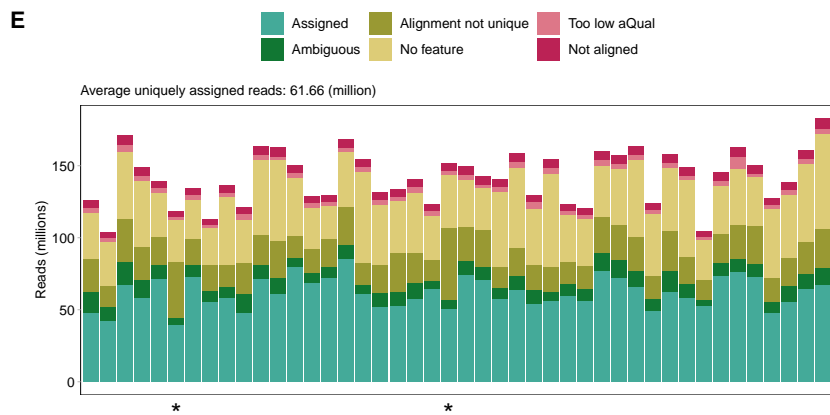 E
Assigned Alignment not unique Too low aQual
Ambiguous No feature Not aligned
Average uniquely assigned reads: 61.66 (million)
Reads (millions)
150
100
50
0
* *